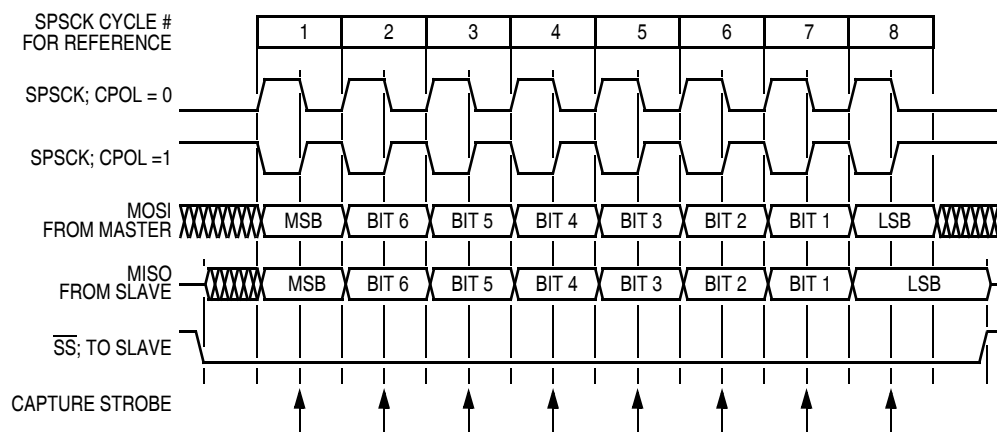 SPSCK CYCLE #
FOR REFERENCE
1 2 3 4 5 6 7 8
SPSCK; CPOL = 0
SPSCK; CPOL =1
MOSI
FROM MASTER
MSB BIT 6 BIT 5 BIT 4 BIT 3 BIT 2 BIT 1 LSB
MISO
FROM SLAVE
MSB BIT 6 BIT 5 BIT 4 BIT 3 BIT 2 BIT 1 LSB
SS; TO SLAVE
CAPTURE STROBE